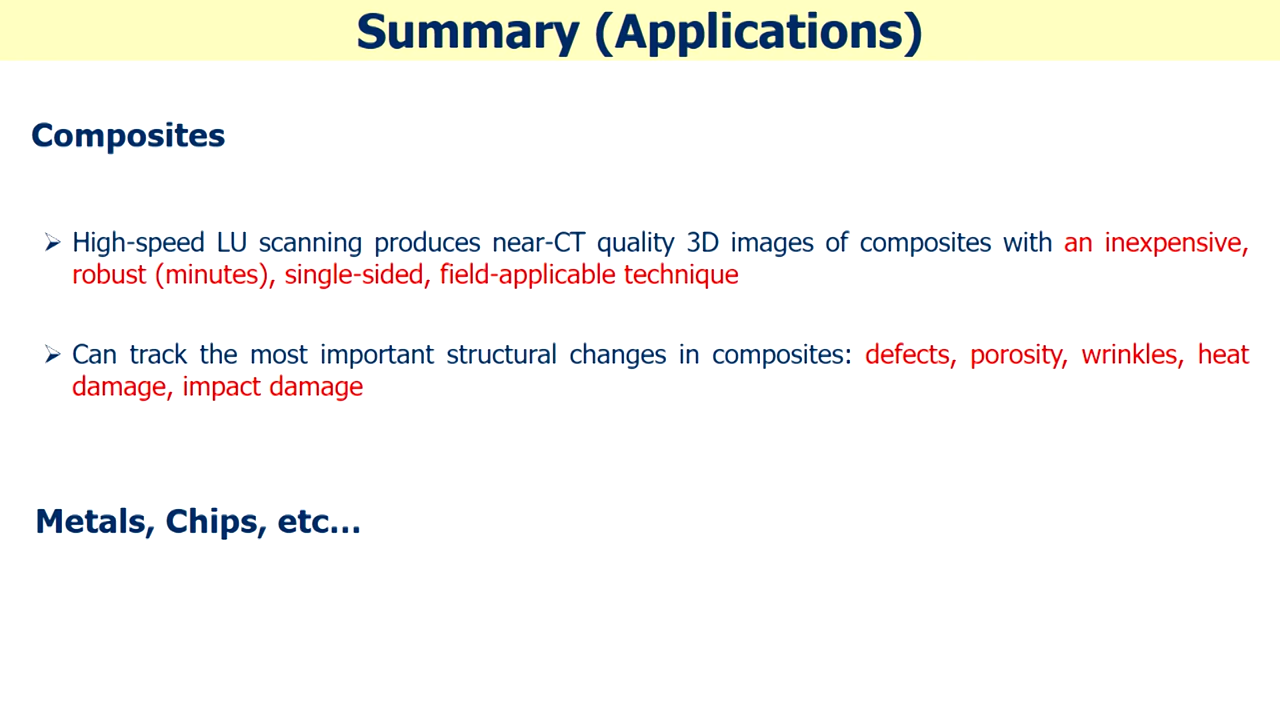 Summary (Applications)
Composites
➢ High-speed LU scanning produces near-CT quality 3D images of composites with an inexpensive,
robust (minutes), single-sided, field-applicable technique
➢ Can track the most important structural changes in composites: defects, porosity, wrinkles, heat
damage, impact damage
Metals, Chips, etc...